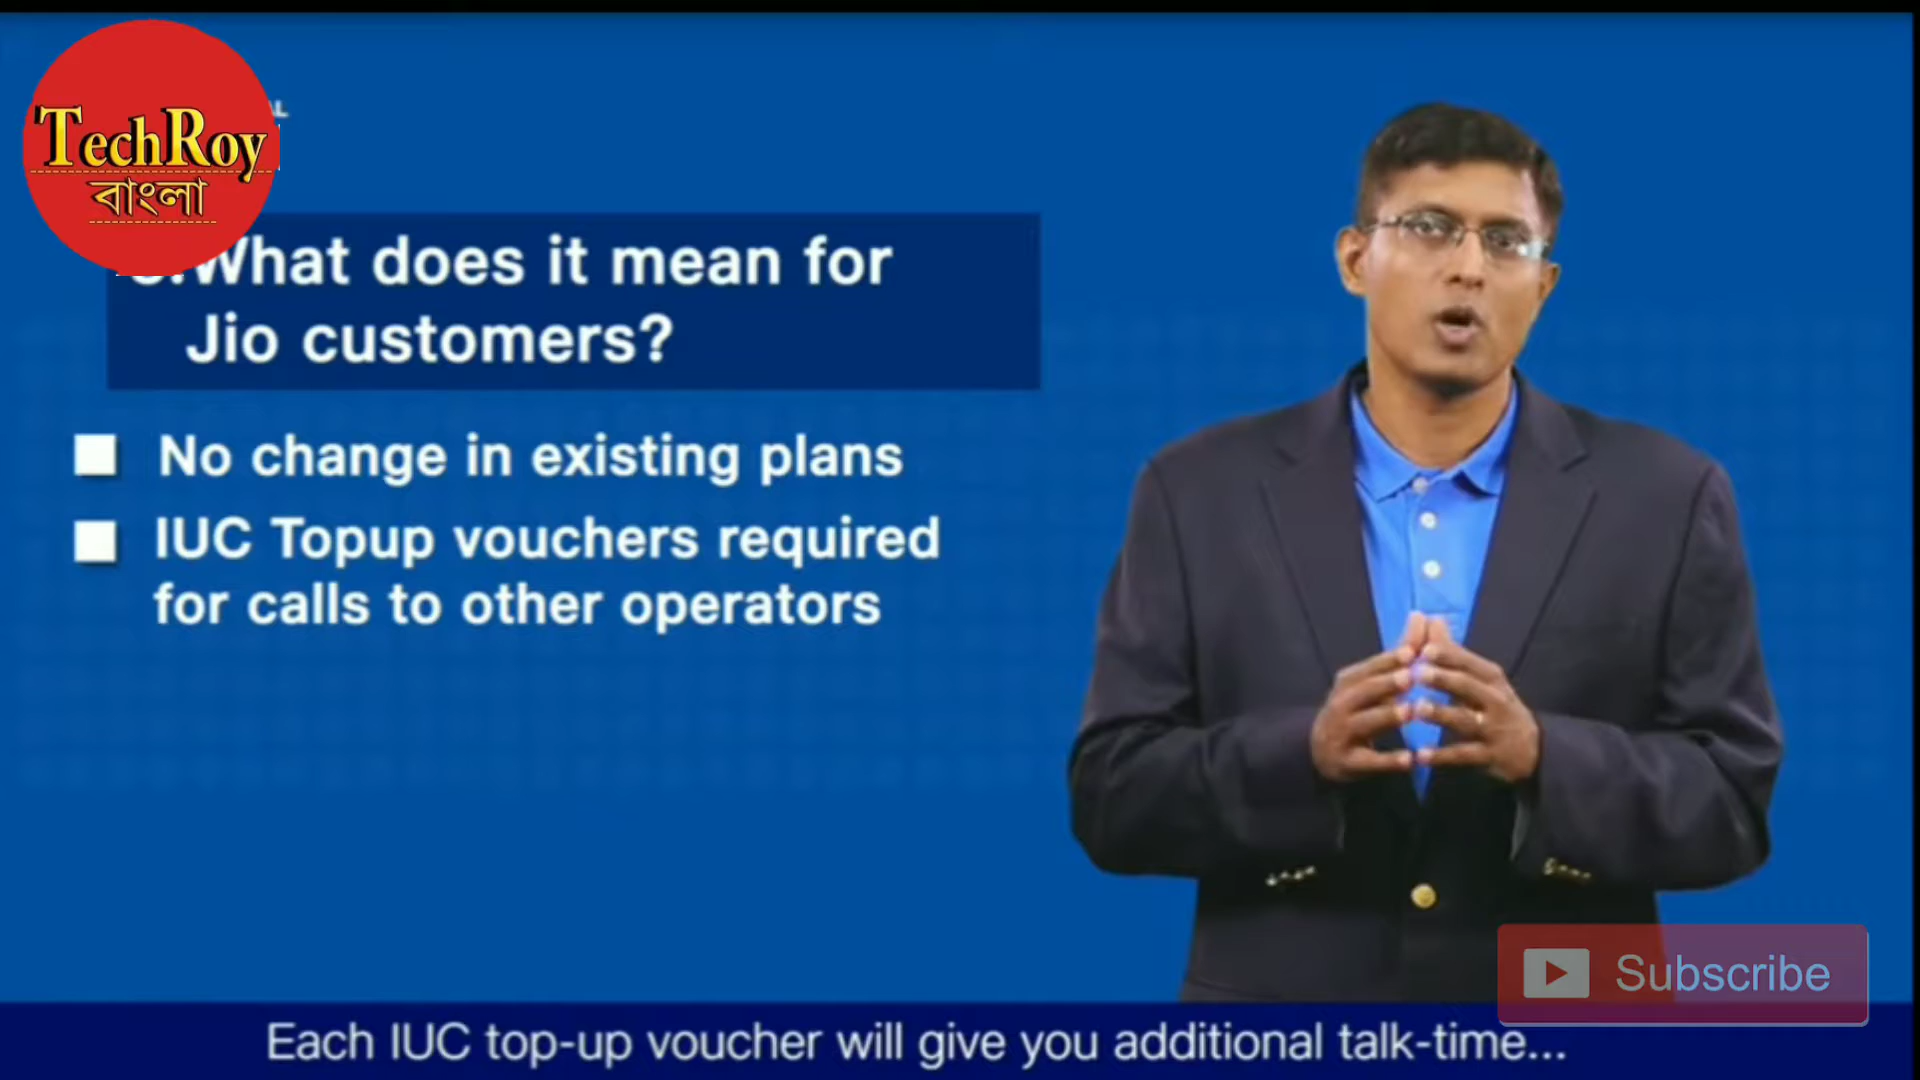 TechRoy
বাংলা
What does it mean for
Jio customers?
No change in existing plans
IUC Topup vouchers required
for calls to other operators
Subscribe
Each IUC top-up voucher will give you additional talk-time...